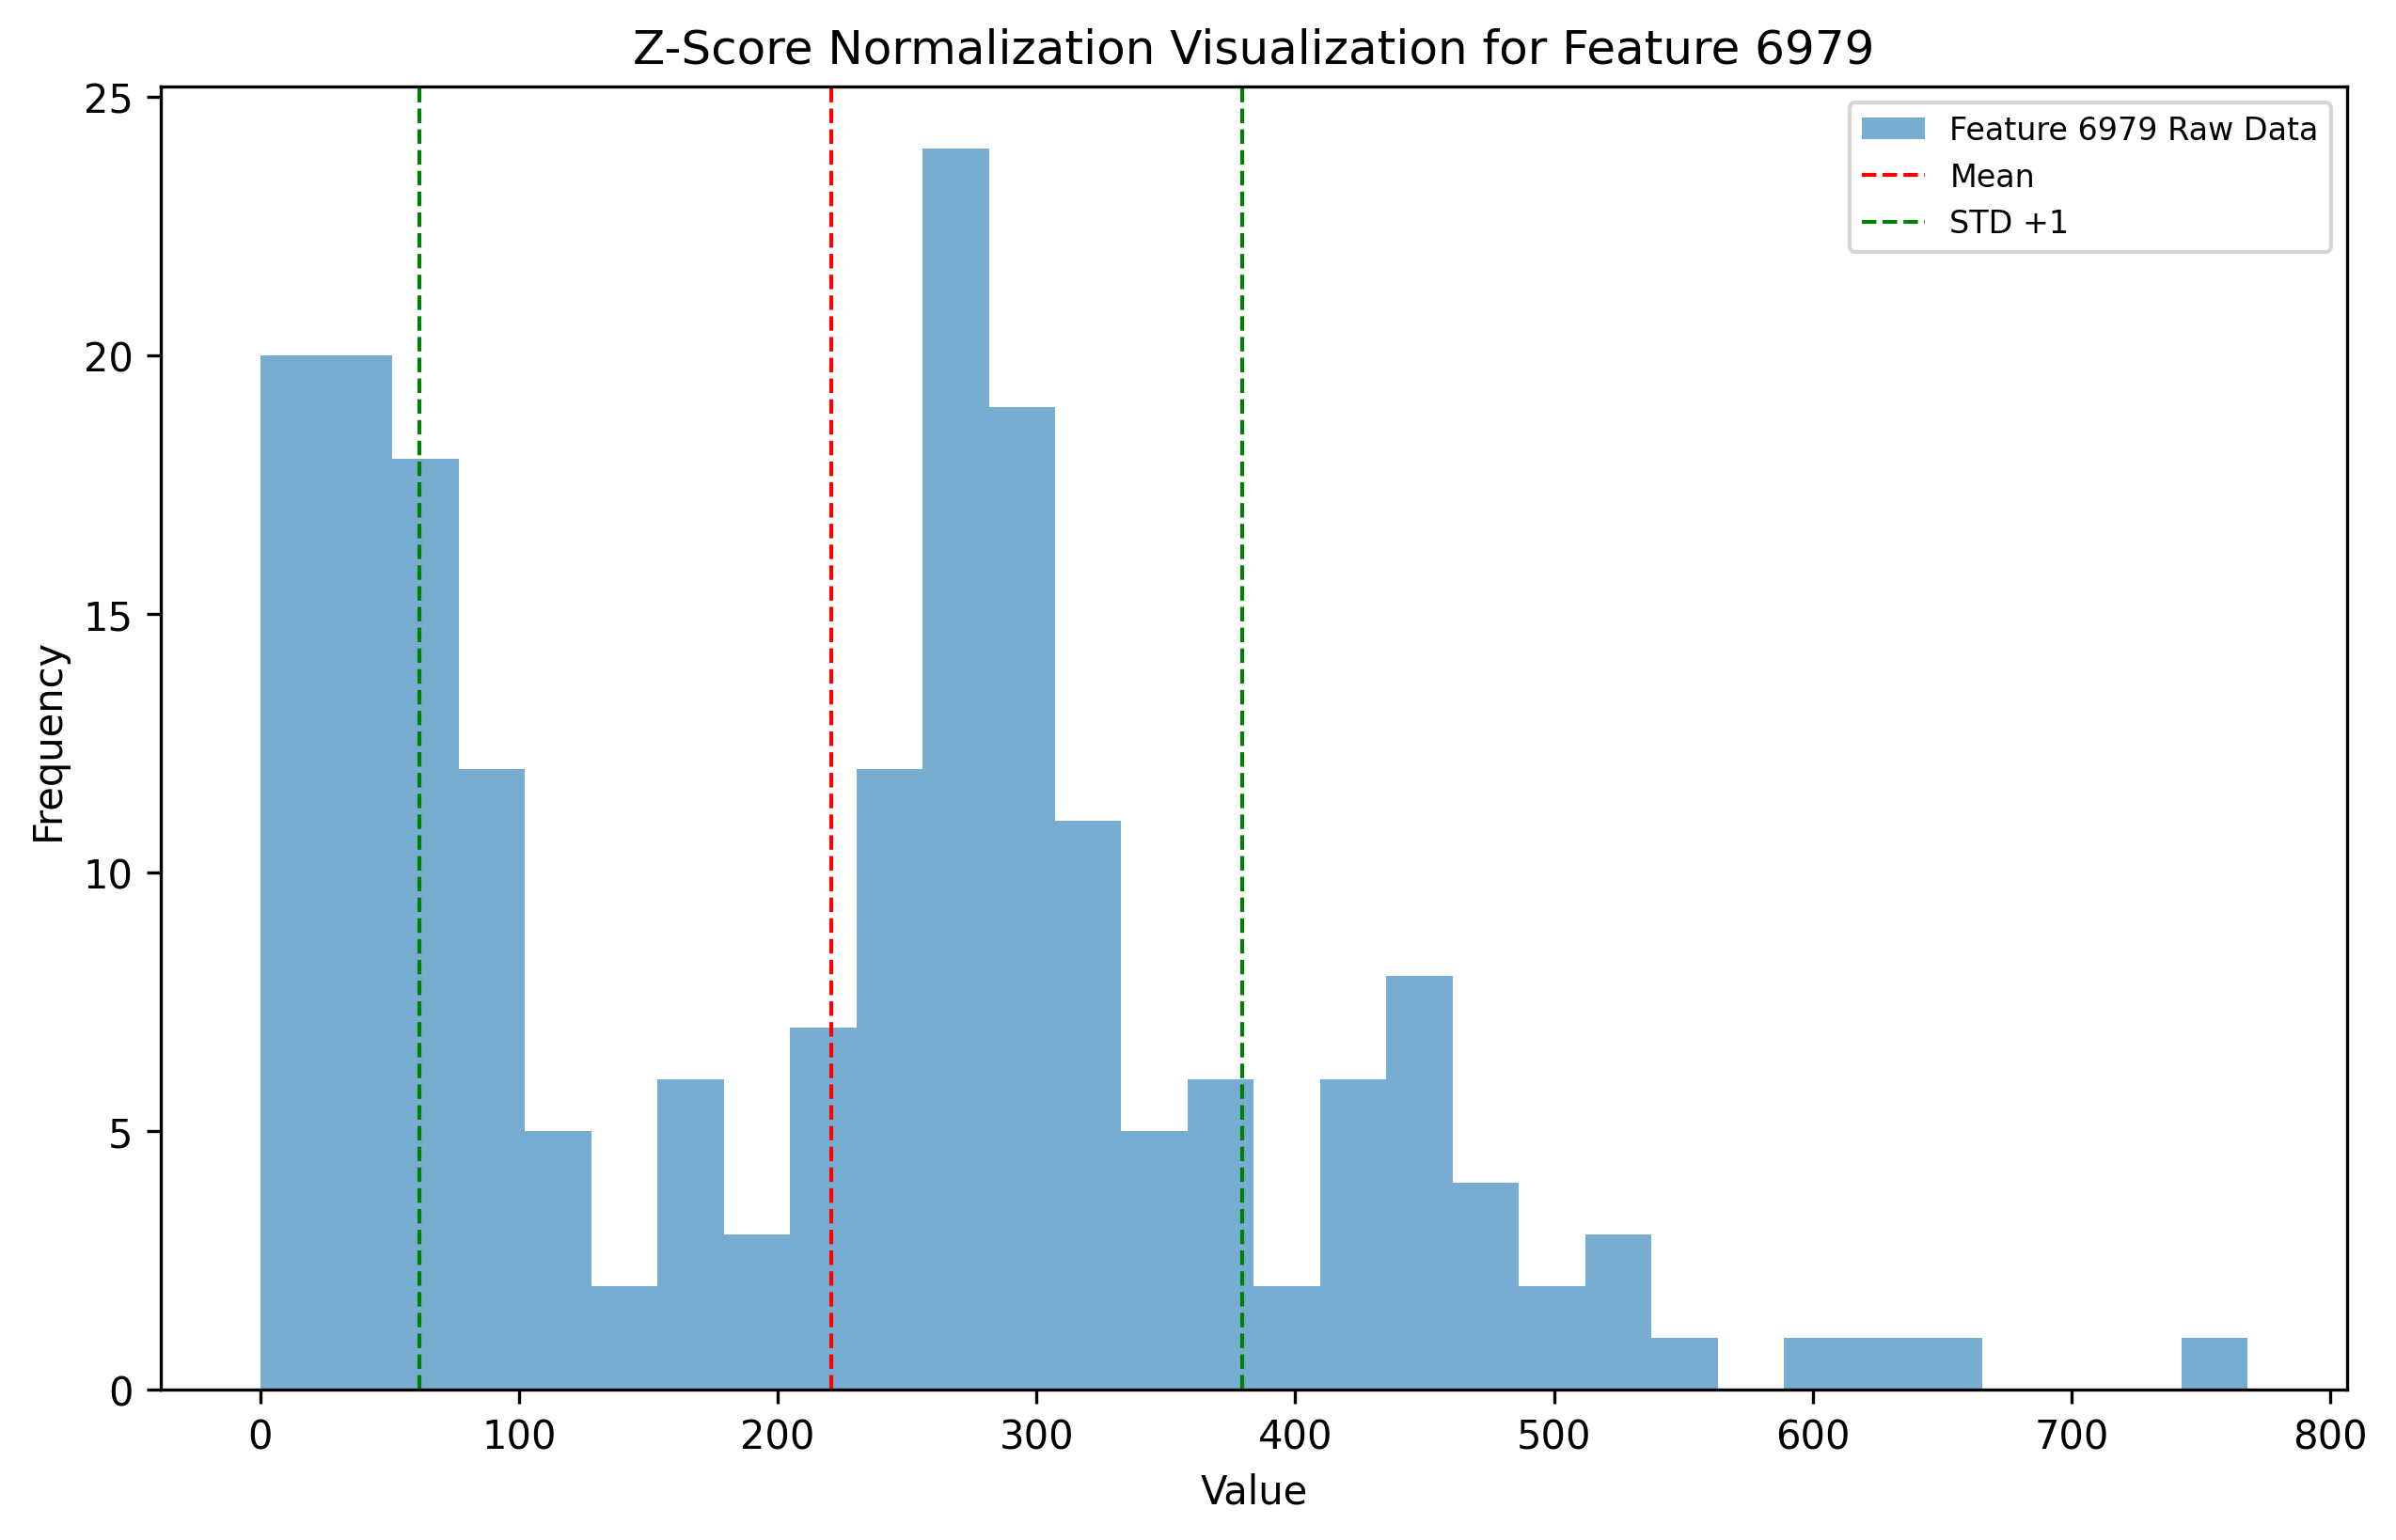 Z-Score Normalization Visualization for Feature 6979
Feature 6979 Raw Data
Mean
STD +1
25
20
15
10
5
0
Frequency
0 100 200 300 400 500 600 700 800
Value